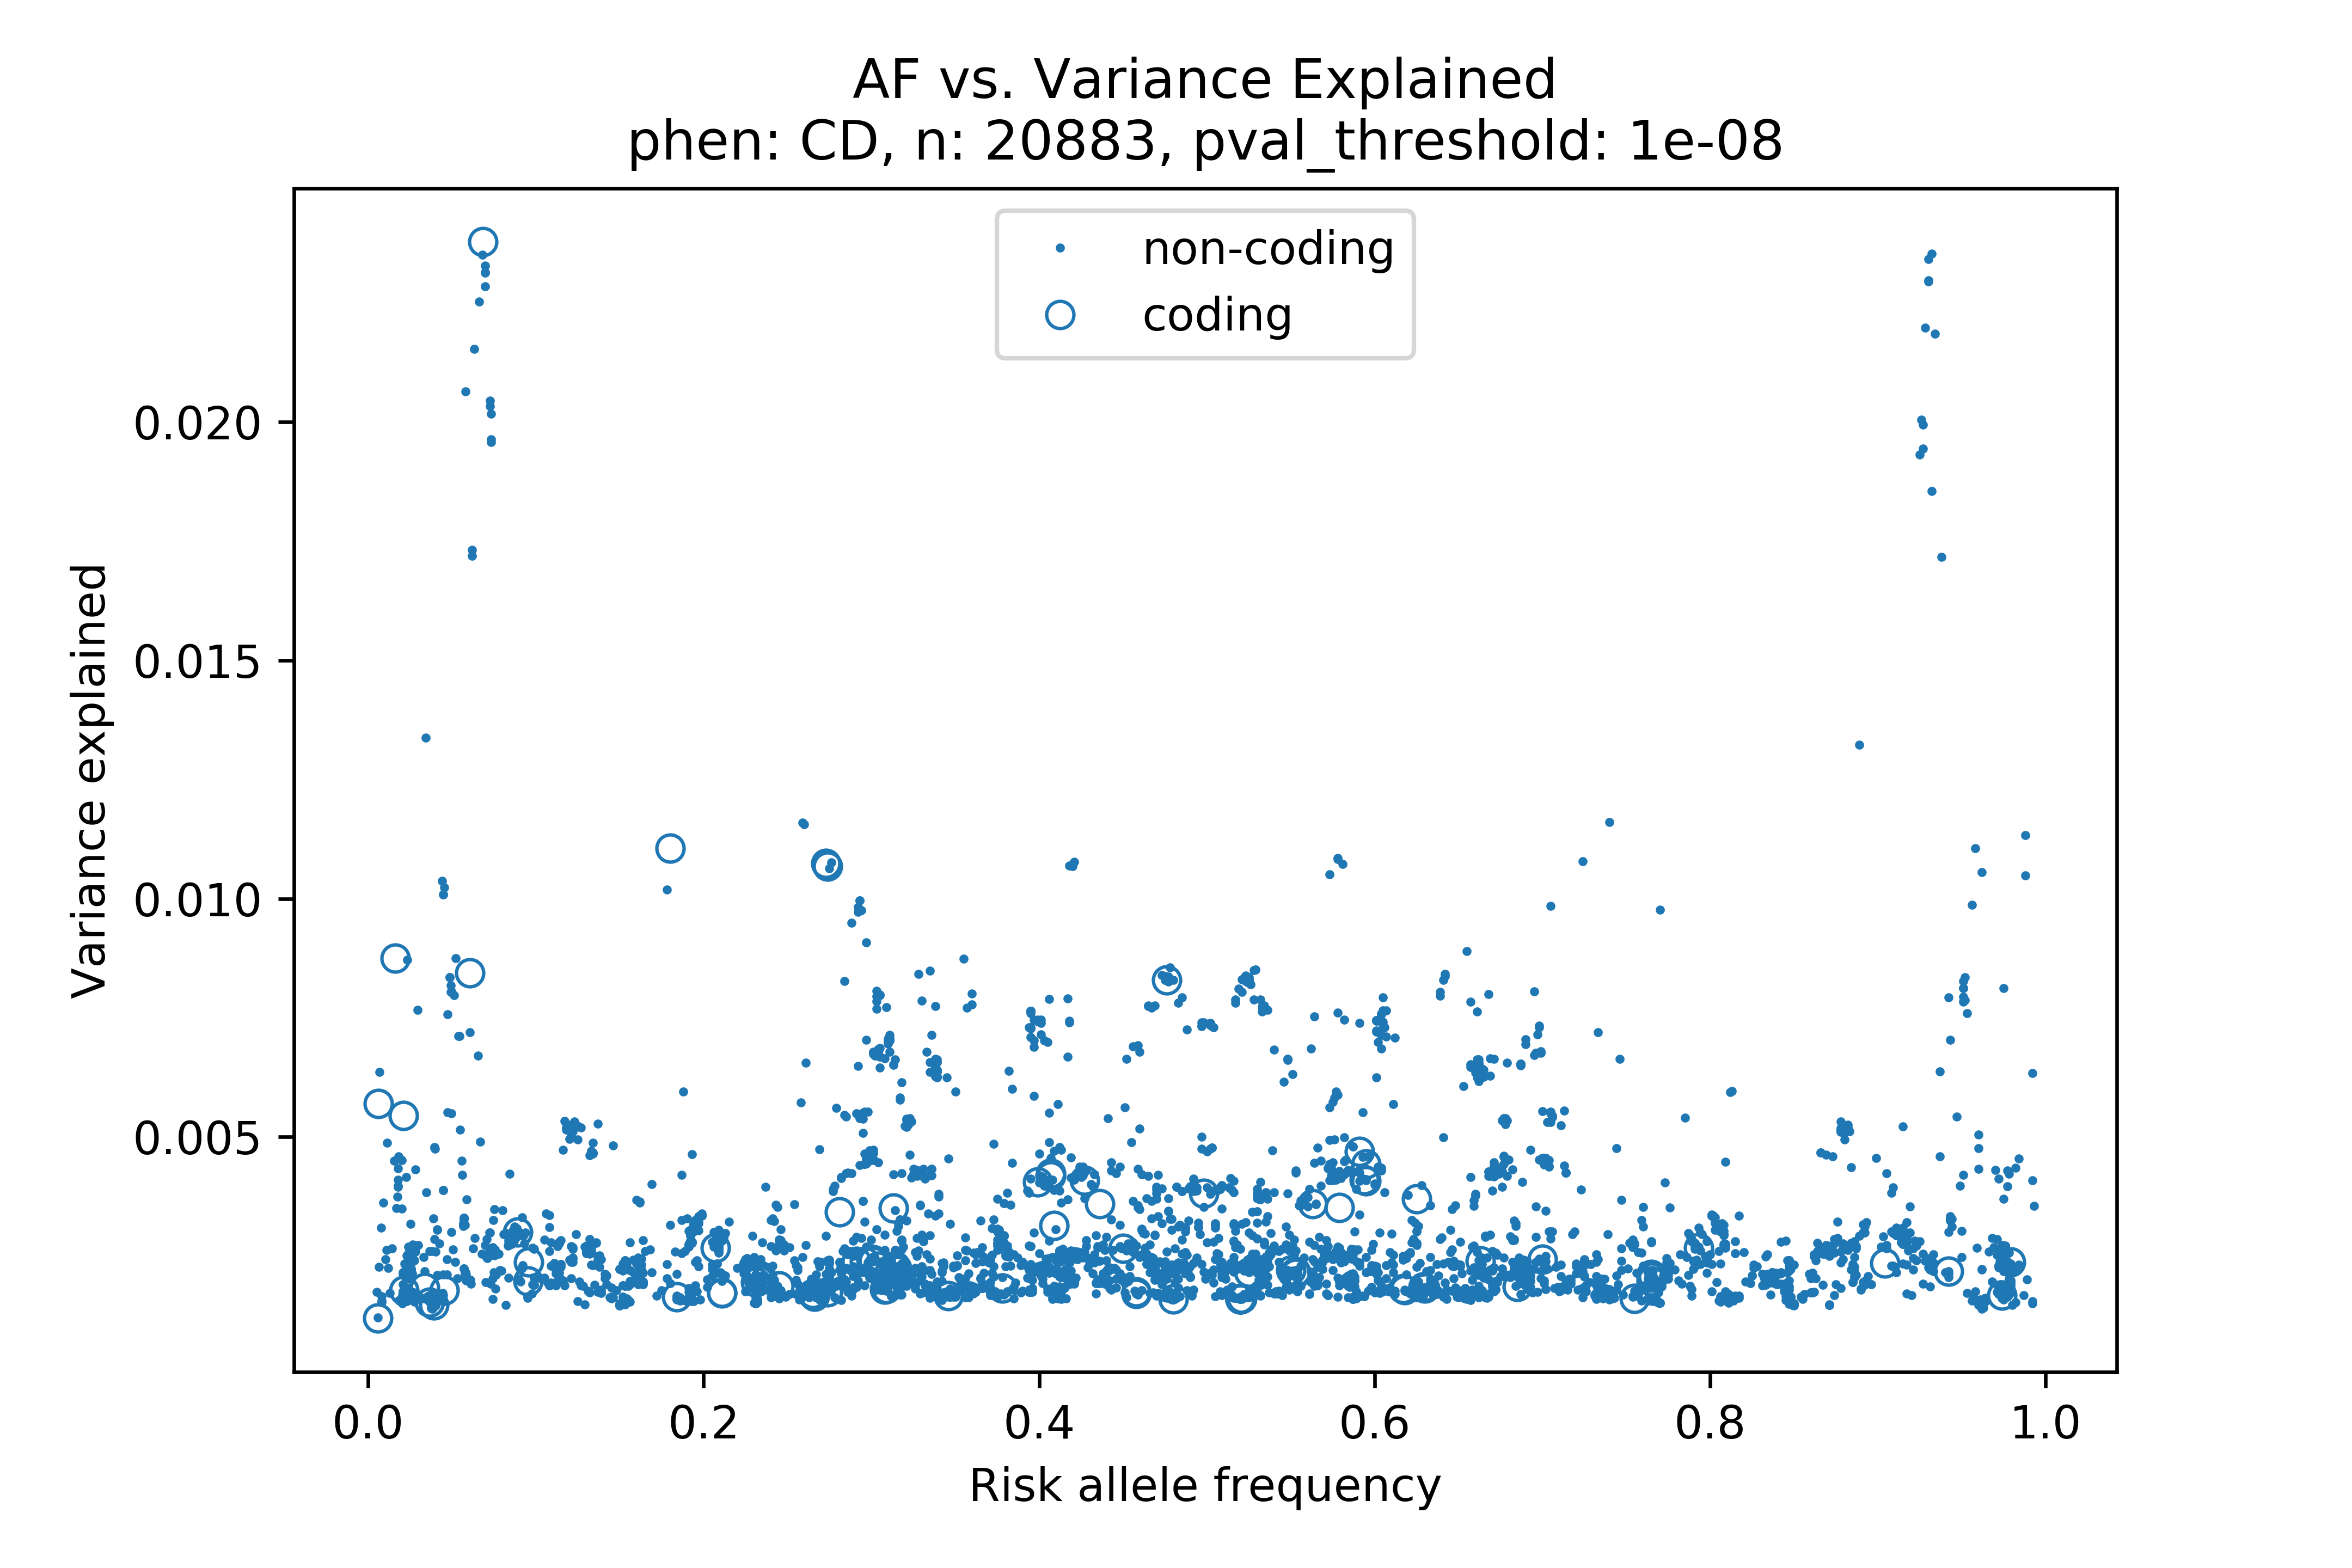 AF vs. Variance Explained
phen: CD, n: 20883, pval_threshold: 1e-08
non-coding
coding
Variance explained
0.020
0.015
0.010
0.005
0.0 0.2 0.4 0.6 0.8 1.0
Risk allele frequency